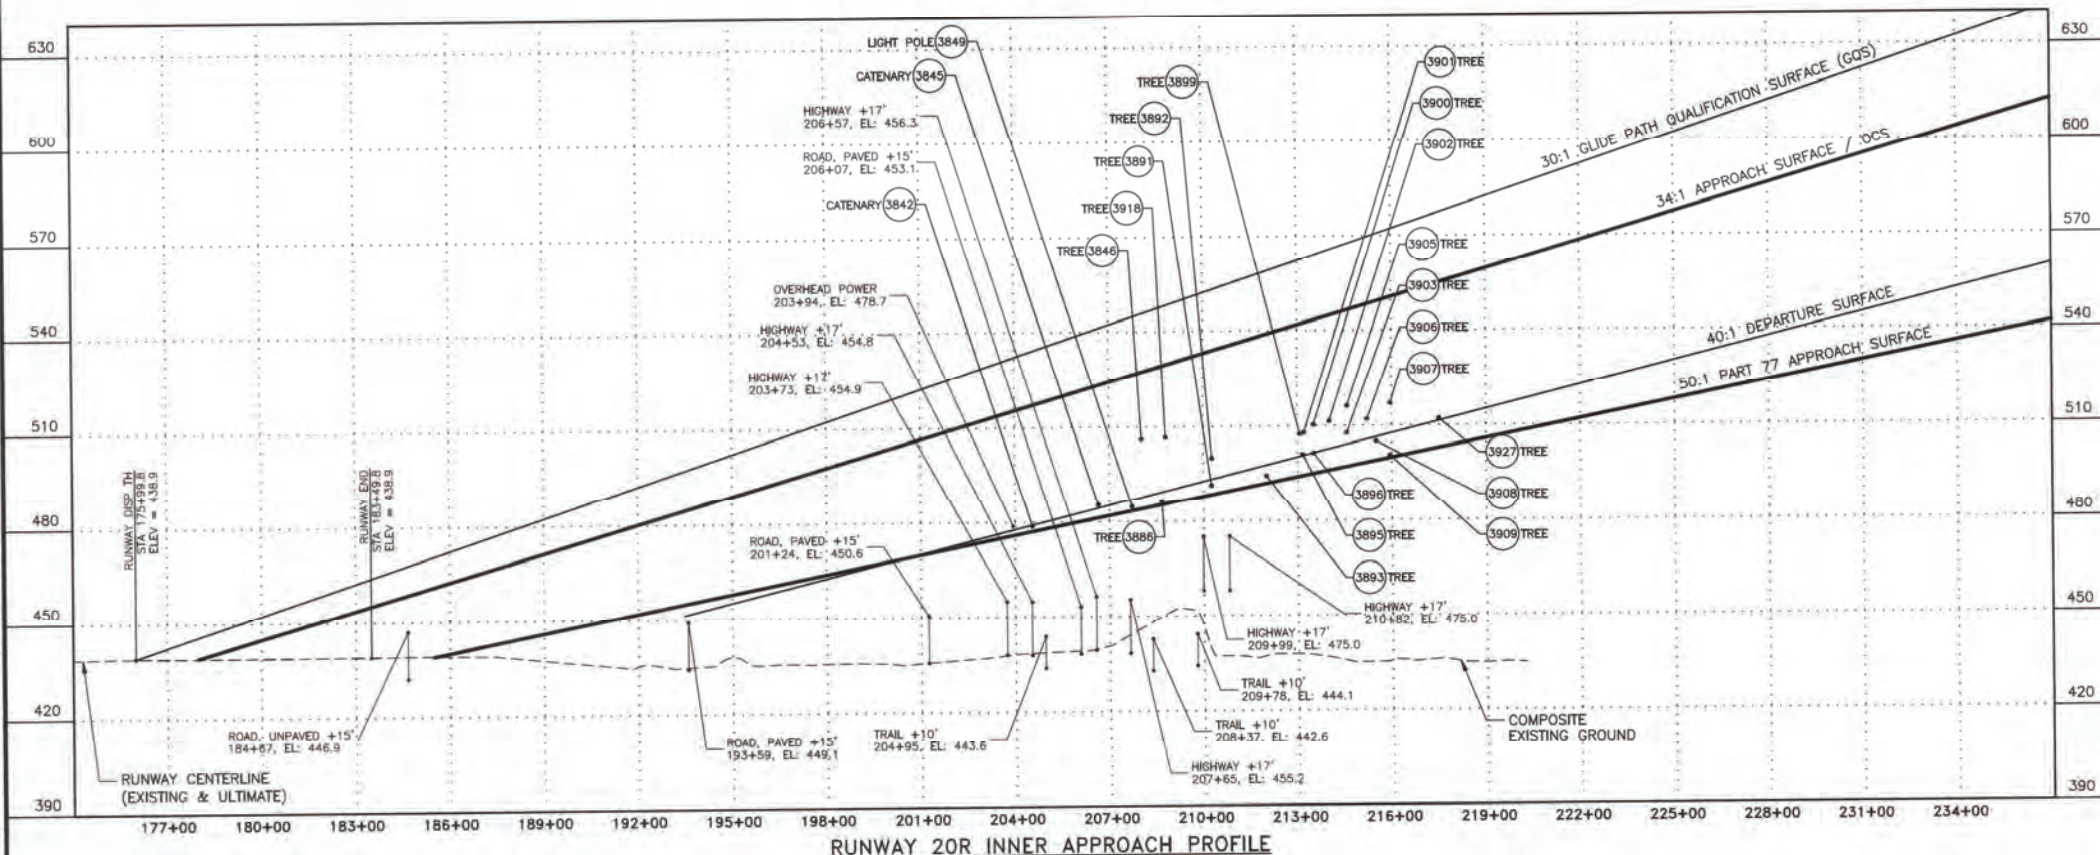 630
600
570
540
510
480
450
420
390
630
600
570
540
510
480
450
420
390
LIGHT POLE 3849
CATENARY 3845
HIGHWAY +17'
206+57, EL: 456.3
ROAD, PAVED +15'
206+07, EL: 453.1
CATENARY 3842
OVERHEAD POWER
203+94, EL: 478.7
HIGHWAY +17'
204+53, EL: 454.8
HIGHWAY +17'
203+73, EL: 454.9
ROAD, PAVED +15'
201+24, EL: 450.6
TREE 3899
TREE 3892
TREE 3891
TREE 3918
TREE 3846
TREE 3886
3901 TREE
3900 TREE
3902 TREE
3905 TREE
3903 TREE
3906 TREE
3907 TREE
3927 TREE
3908 TREE
3909 TREE
3896 TREE
3895 TREE
3893 TREE
30:1 GLIDE PATH QUALIFICATION SURFACE (GQS)
34:1 APPROACH SURFACE / OCS
40:1 DEPARTURE SURFACE
50:1 PART 77 APPROACH SURFACE
RUNWAY DISP TH
STA 175+99.8
ELEV = 438.9
RUNWAY END
STA 183+49.8
ELEV = 438.9
HIGHWAY +17'
210+82, EL: 475.0
HIGHWAY +17'
209+99, EL: 475.0
TRAIL +10'
209+78, EL: 444.1
TRAIL +10'
208+37, EL: 442.6
HIGHWAY +17'
207+65, EL: 455.2
TRAIL +10'
204+95, EL: 443.6
ROAD, PAVED +15'
193+59, EL: 449.1
ROAD, UNPAVED +15'
184+67, EL: 446.9
COMPOSITE
EXISTING GROUND
RUNWAY CENTERLINE
(EXISTING & ULTIMATE)
177+00 180+00 183+00 186+00 189+00 192+00 195+00 198+00 201+00 204+00 207+00 210+00 213+00 216+00 219+00 222+00 225+00 228+00 231+00 234+00
RUNWAY 20R INNER APPROACH PROFILE